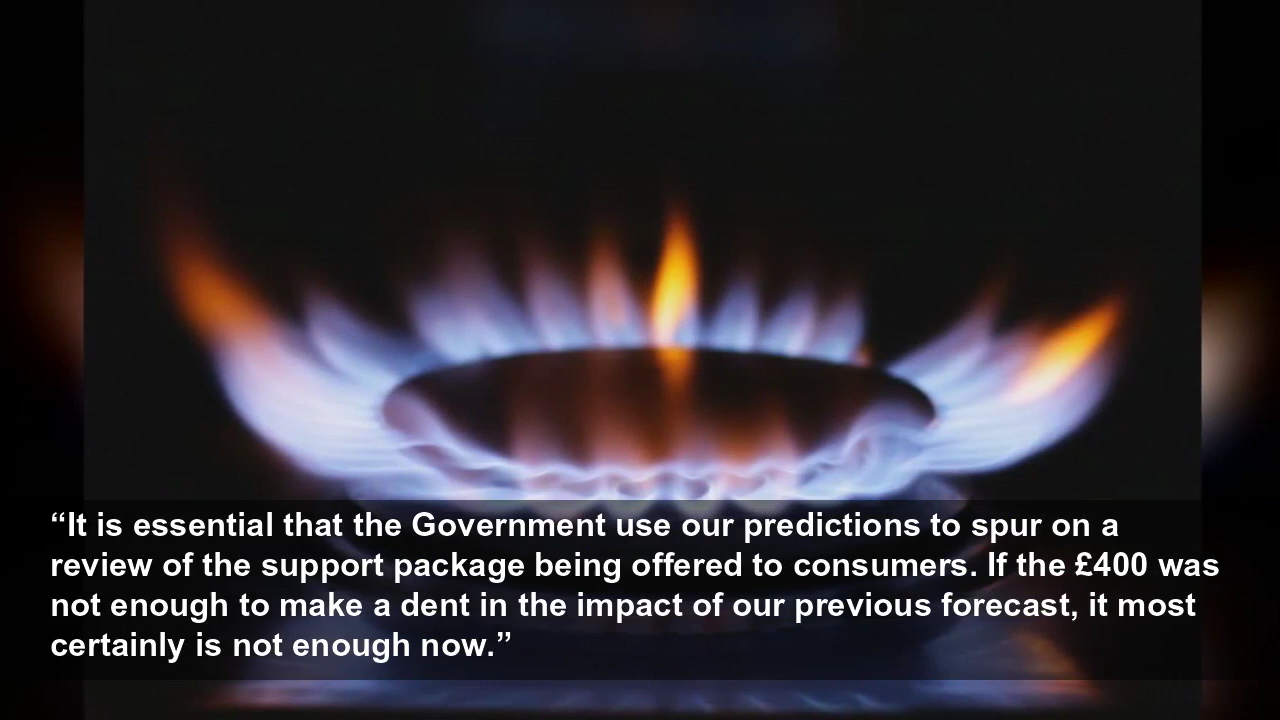 “It is essential that the Government use our predictions to spur on a
review of the support package being offered to consumers. If the £400 was
not enough to make a dent in the impact of our previous forecast, it most
certainly is not enough now.”